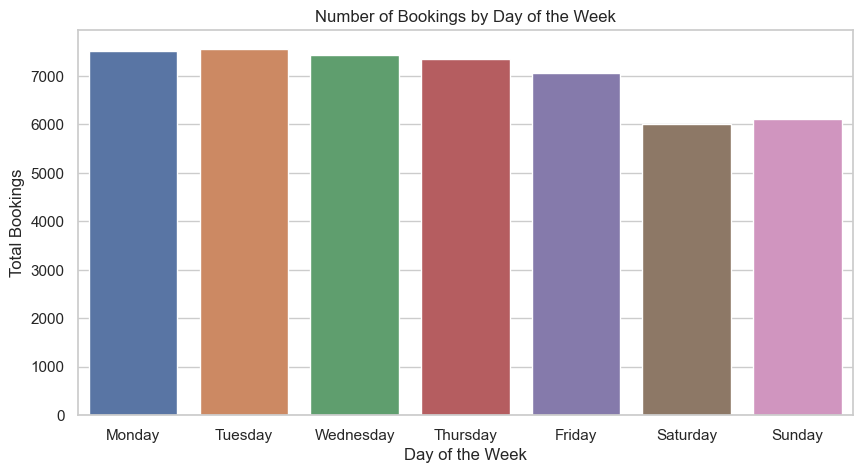 Number of Bookings by Day of the Week
Total Bookings
7000
6000
5000
4000
3000
2000
1000
0
Monday Tuesday Wednesday Thursday Friday Saturday Sunday
Day of the Week